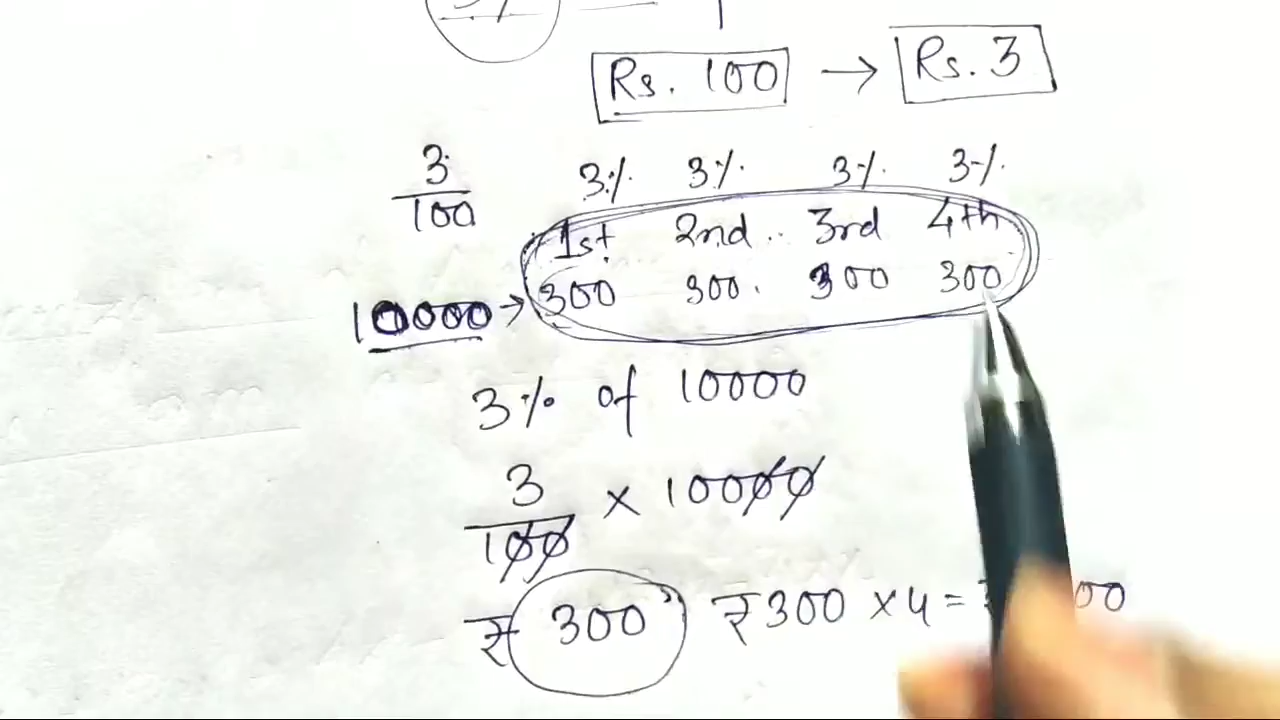 Rs. 100 → Rs. 3
3% 3% 3% 3%
3/100
1st 2nd 3rd 4th
10000 → 300 300 300 300
3% of 10000
3/100 × 10000
₹ 300 ₹300 × 4 = 00